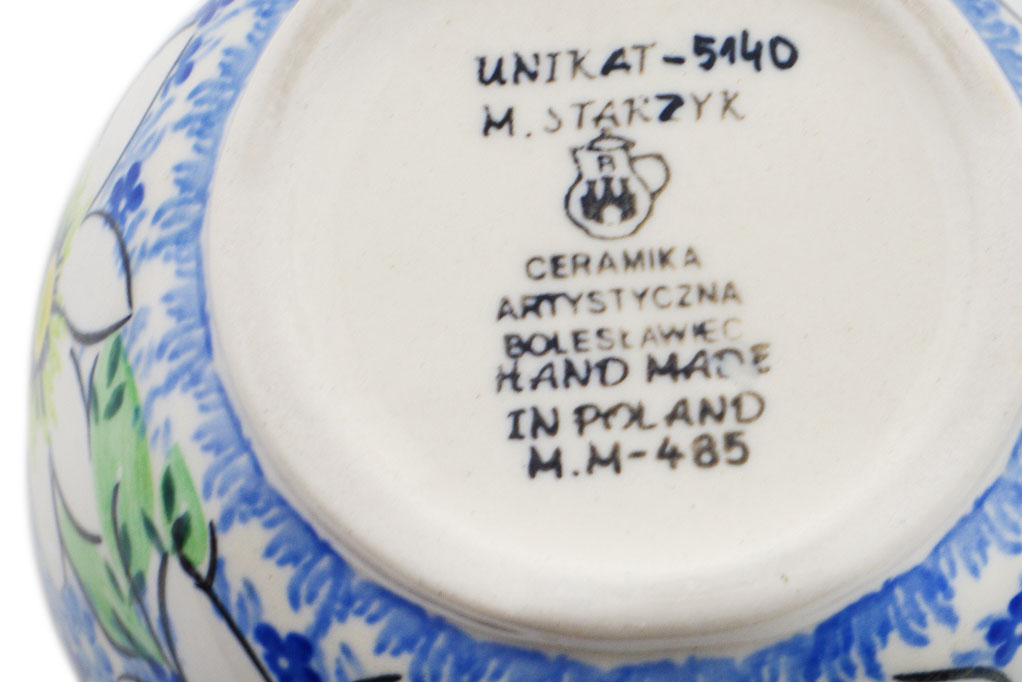 UNIKAT-5140
M. STARZYK
B
CERAMIKA
ARTYSTYCZNA
BOLESŁAWIEC
HAND MADE
IN POLAND
M.M-485